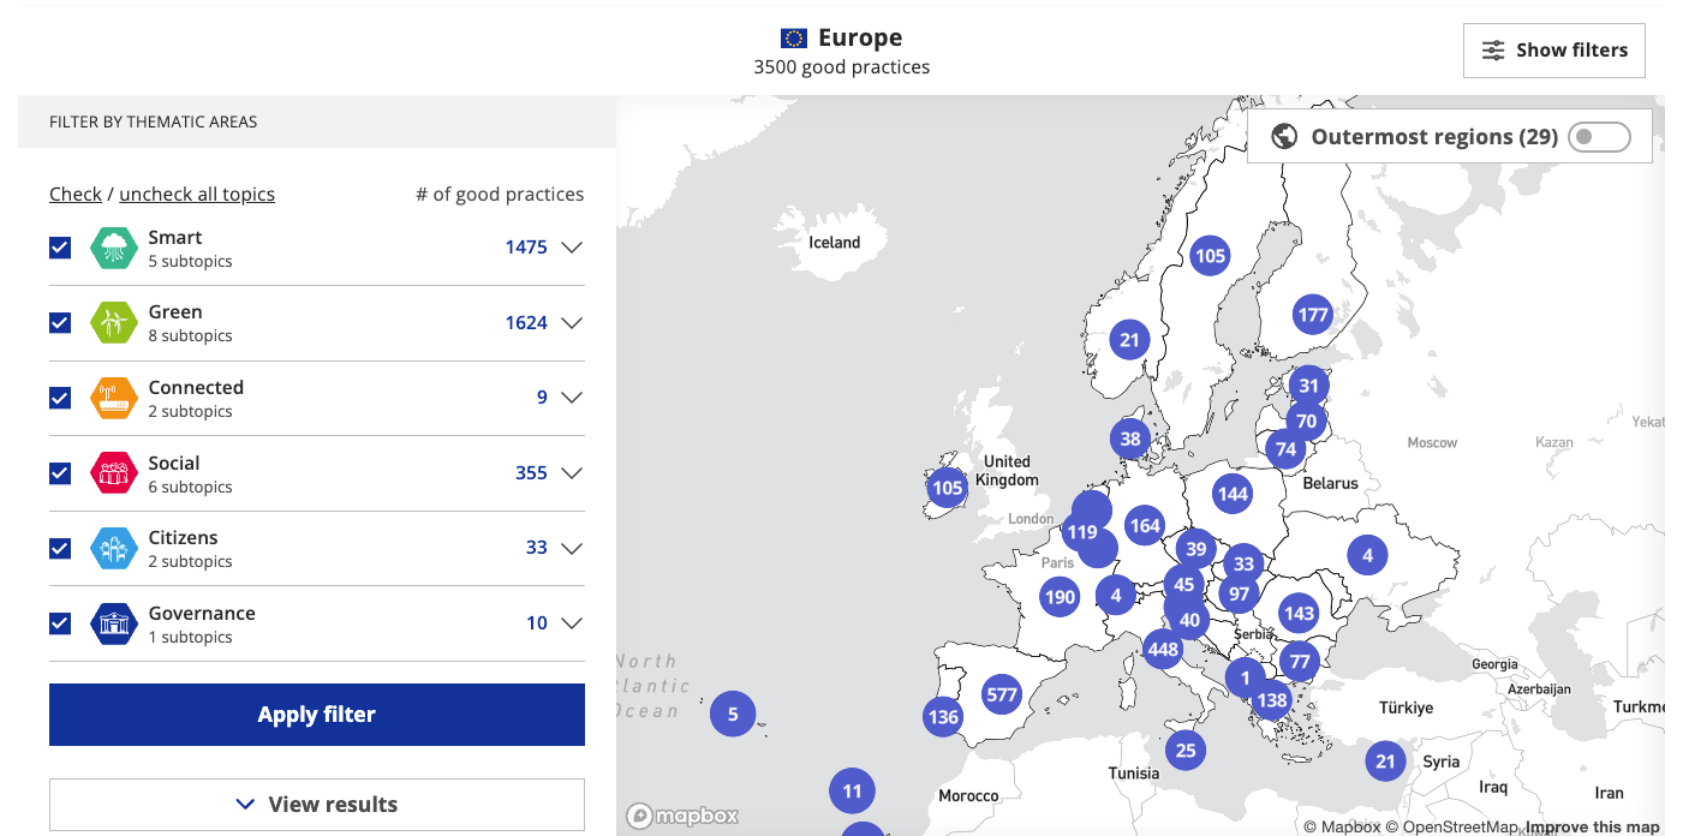 Europe
3500 good practices
Show filters
FILTER BY THEMATIC AREAS
Check / uncheck all topics
# of good practices
Smart
5 subtopics
1475
Green
8 subtopics
1624
Connected
2 subtopics
9
Social
6 subtopics
355
Citizens
2 subtopics
33
Governance
1 subtopics
10
Apply filter
View results
Outermost regions (29)
Iceland
105
177
21
31
70
74
38
Moscow
Kazan
Yekat
United
Kingdom
105
London
Belarus
144
119
164
Paris
39
33
4
190
4
45
97
40
143
Serbia
448
77
1
138
577
136
North
tlantic
cean
5
25
21
11
Georgia
Azerbaijan
Türkiye
Turkme
Syria
Iraq
Iran
Tunisia
Morocco
mapbox
© Mapbox © OpenStreetMap Improve this map